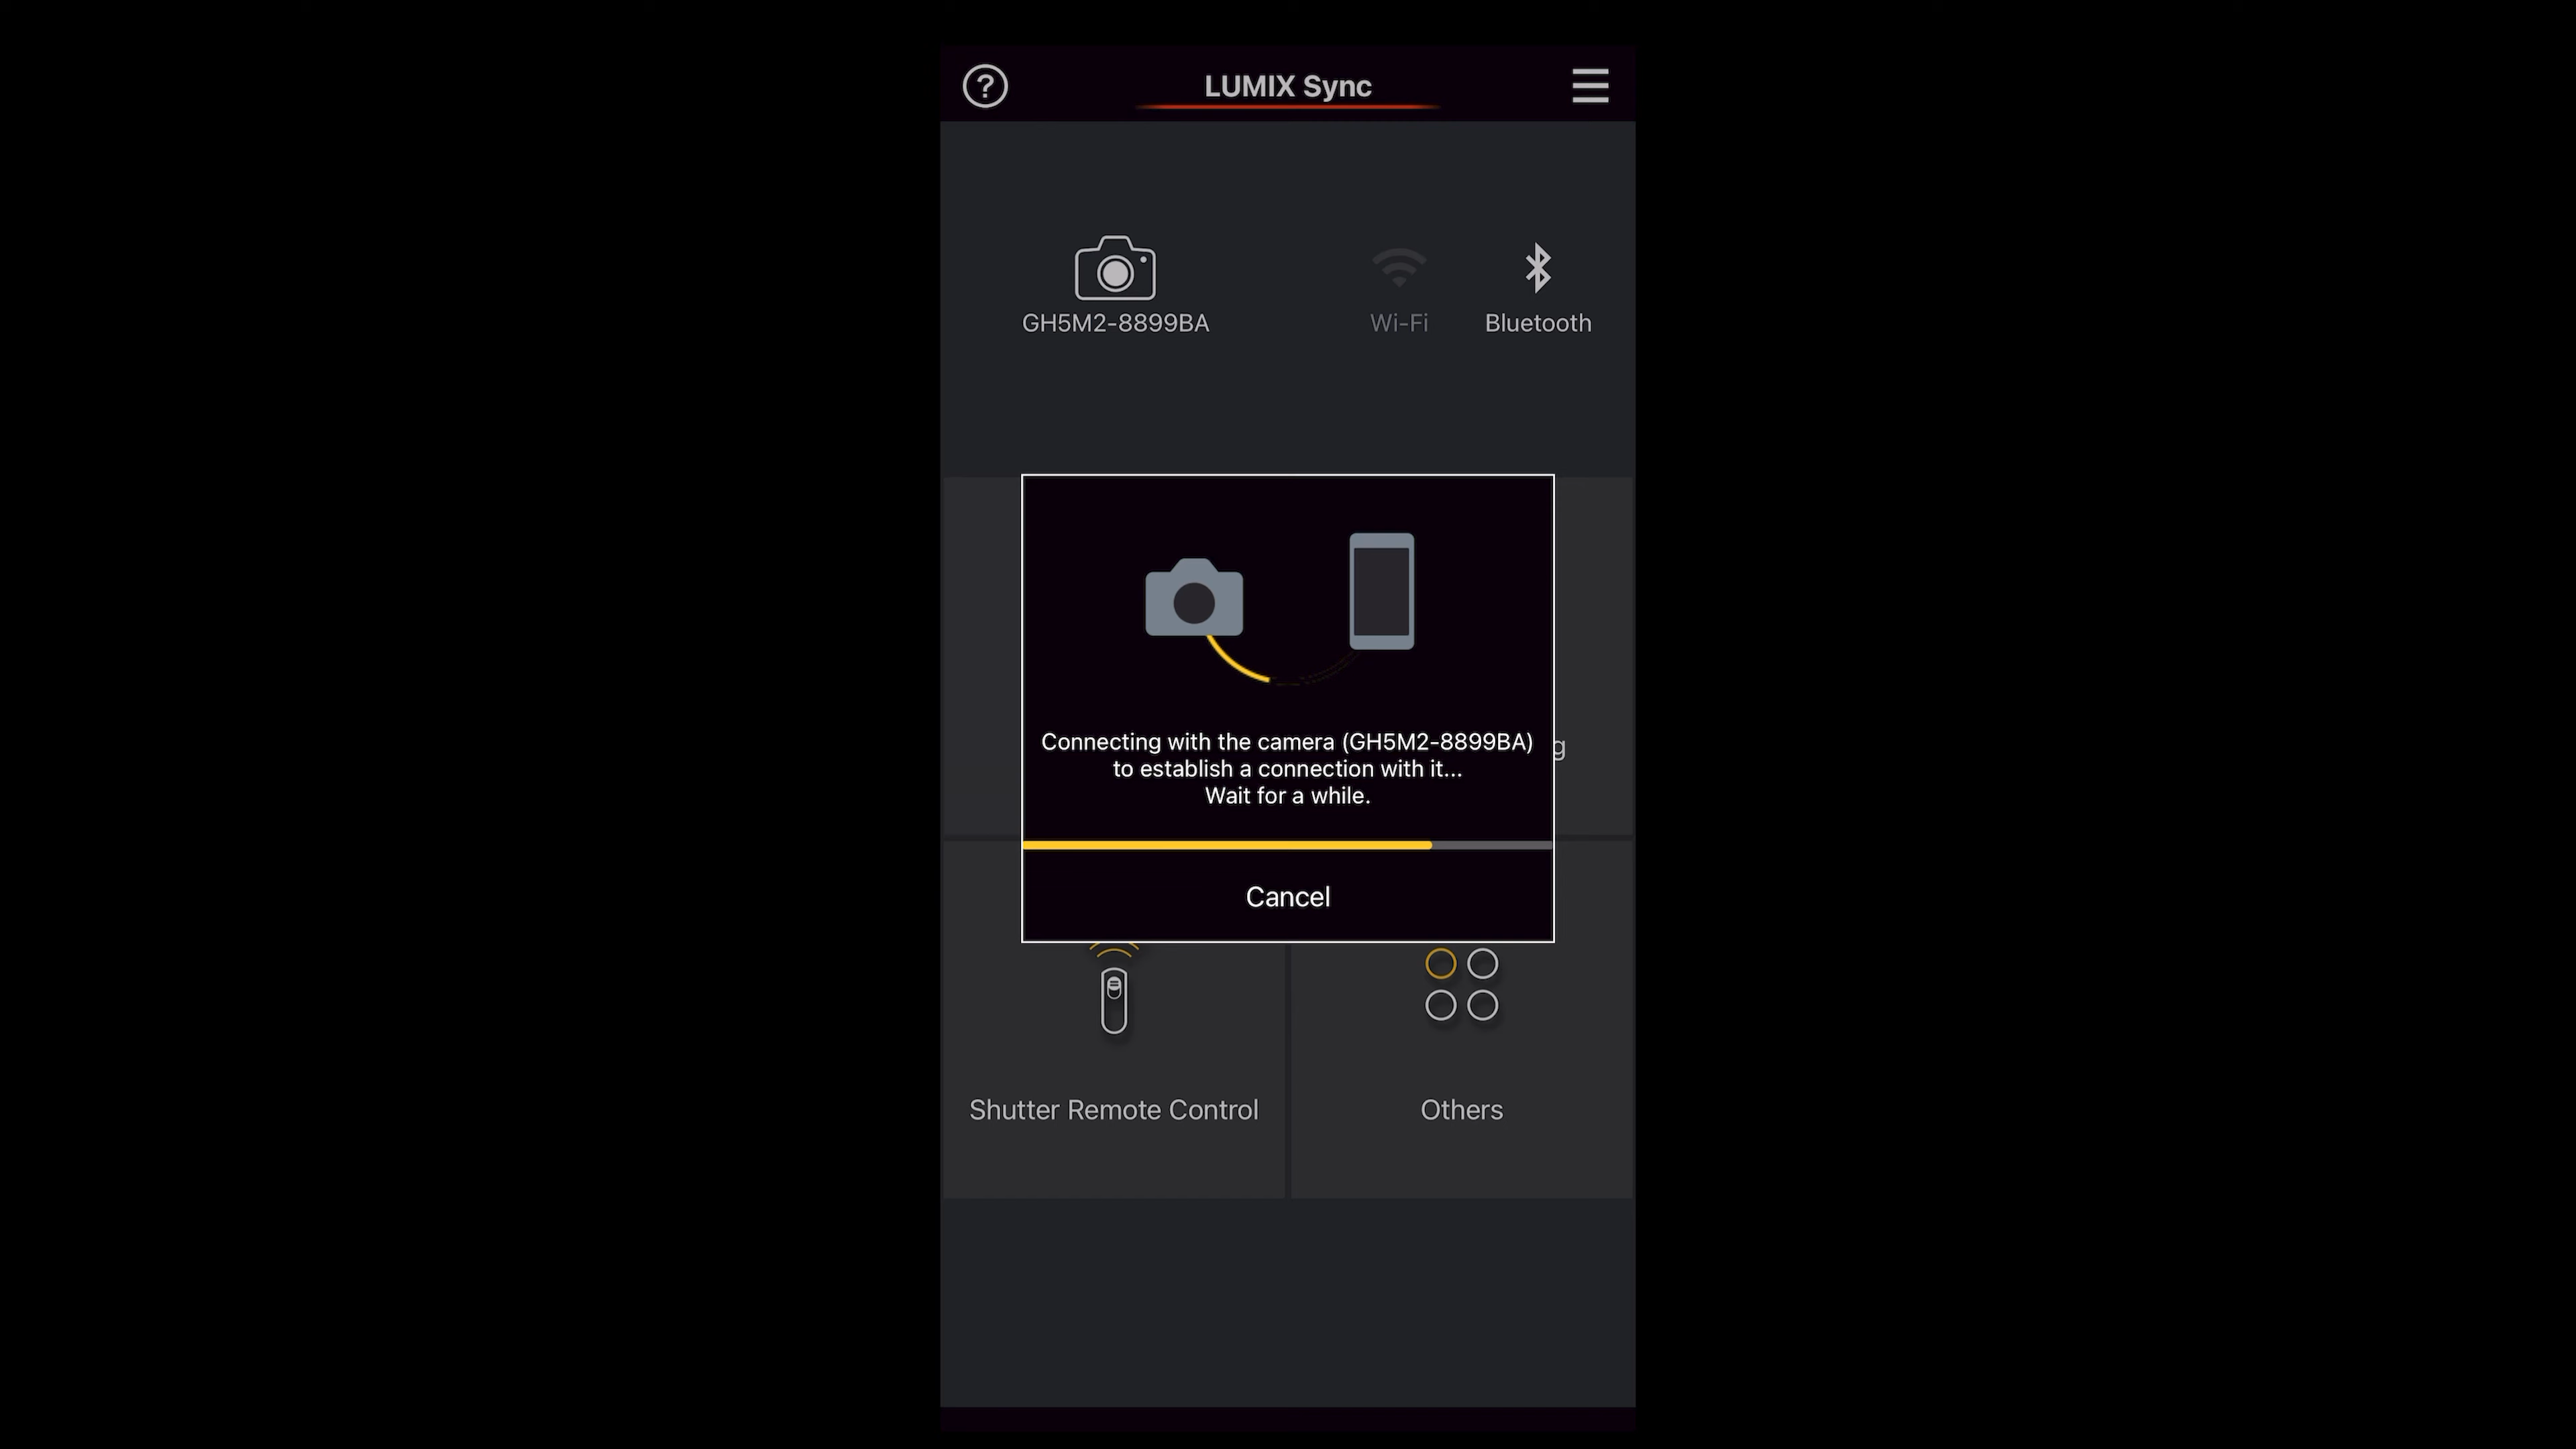 LUMIX Sync
GH5M2-8899BA
Wi-Fi
Bluetooth
Connecting with the camera (GH5M2-8899BA)
to establish a connection with it...
Wait for a while.
Cancel
Shutter Remote Control
Others